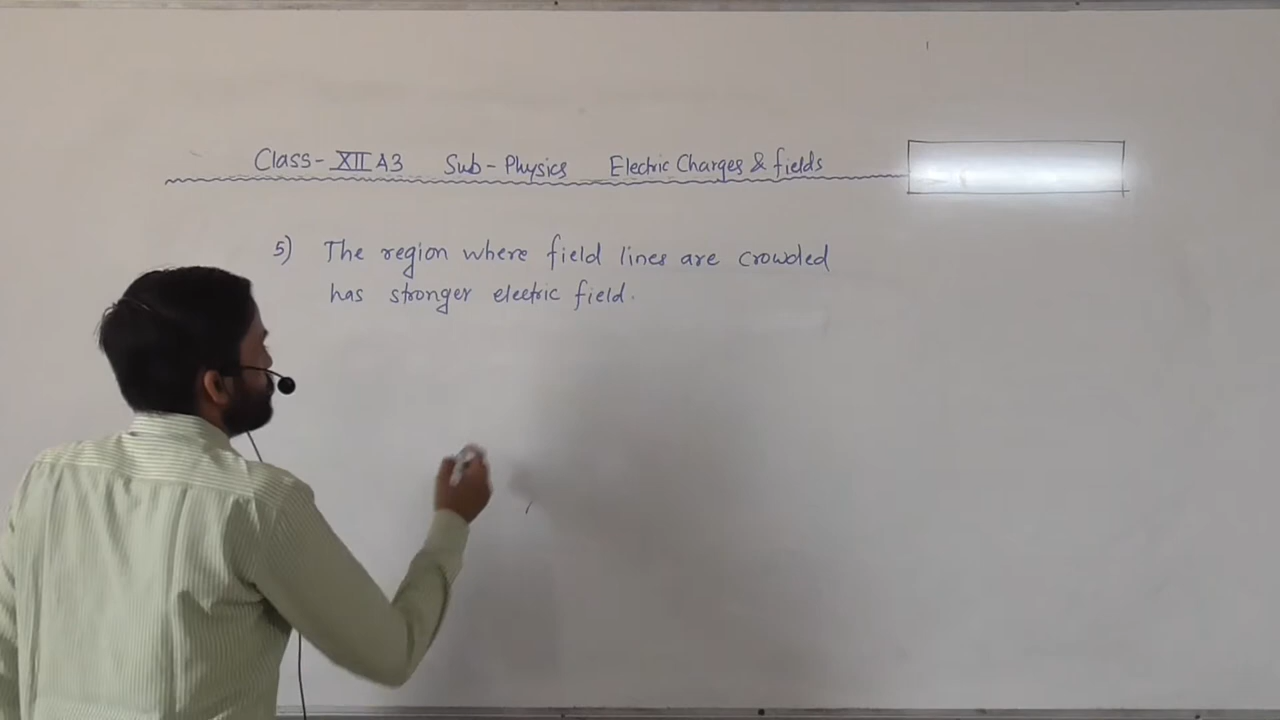 Class - XII A3 Sub - Physics Electric Charges & fields
5) The region where field lines are crowded
has stronger electric field.